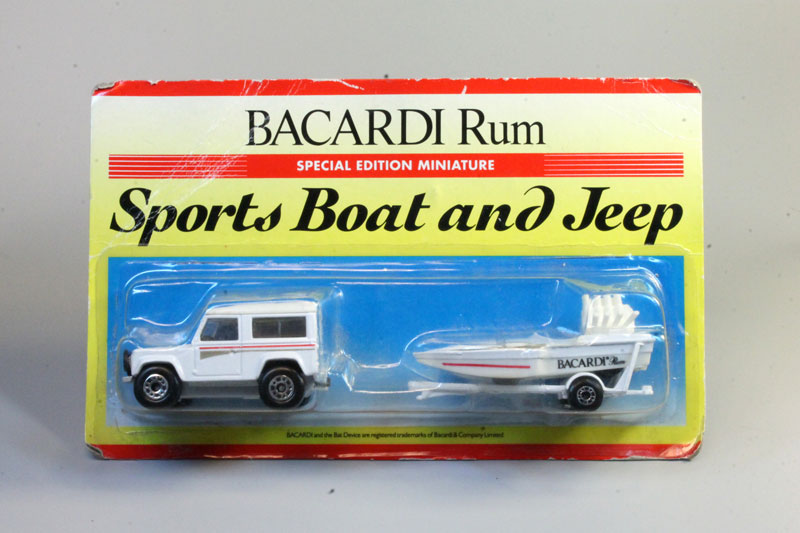 BACARDI Rum
SPECIAL EDITION MINIATURE
Sports Boat and Jeep
BACARDI Rum
BACARDI and the Bat Device are registered trademarks of Bacardi & Company Limited